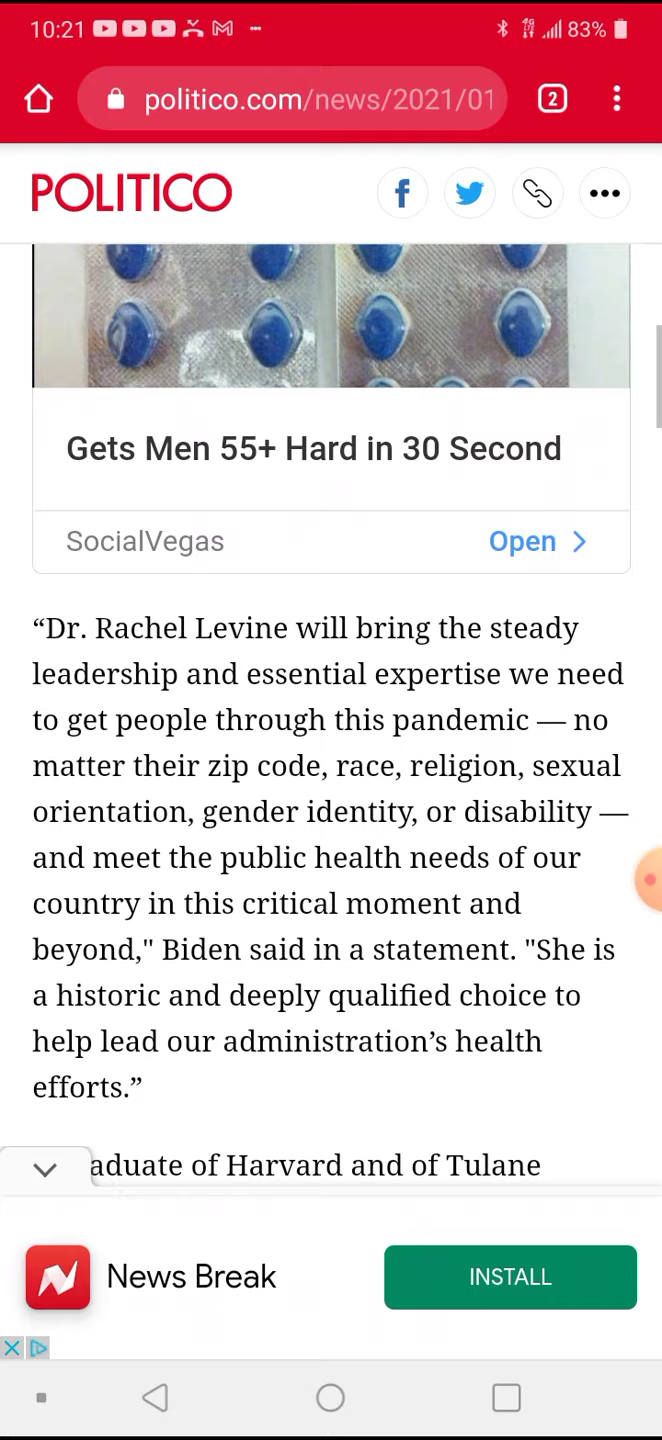 10:21 83%
politico.com/news/2021/01 2
POLITICO
Gets Men 55+ Hard in 30 Second
SocialVegas Open
“Dr. Rachel Levine will bring the steady
leadership and essential expertise we need
to get people through this pandemic — no
matter their zip code, race, religion, sexual
orientation, gender identity, or disability —
and meet the public health needs of our
country in this critical moment and
beyond," Biden said in a statement. "She is
a historic and deeply qualified choice to
help lead our administration’s health
efforts.”
aduate of Harvard and of Tulane
News Break INSTALL